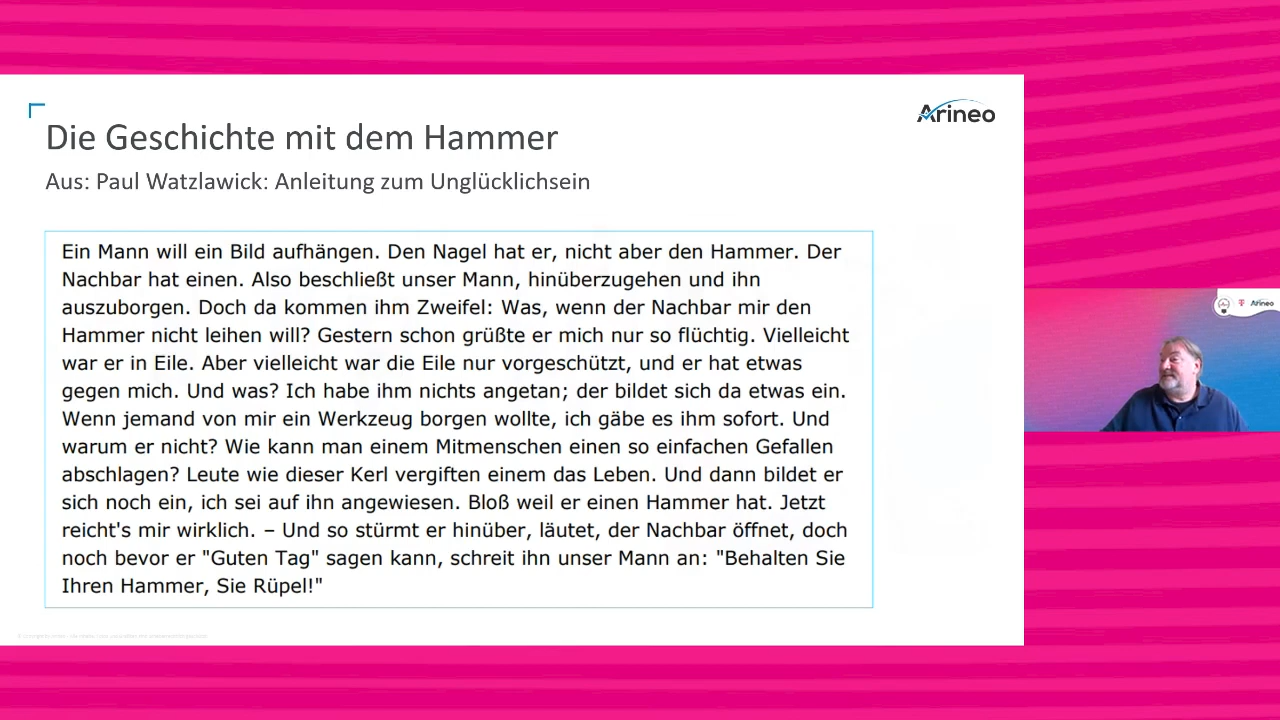 Arineo
Die Geschichte mit dem Hammer
Aus: Paul Watzlawick: Anleitung zum Unglücklichsein
Ein Mann will ein Bild aufhängen. Den Nagel hat er, nicht aber den Hammer. Der
Nachbar hat einen. Also beschließt unser Mann, hinüberzugehen und ihn
auszuborgen. Doch da kommen ihm Zweifel: Was, wenn der Nachbar mir den
Hammer nicht leihen will? Gestern schon grüßte er mich nur so flüchtig. Vielleicht
war er in Eile. Aber vielleicht war die Eile nur vorgeschützt, und er hat etwas
gegen mich. Und was? Ich habe ihm nichts angetan; der bildet sich da etwas ein.
Wenn jemand von mir ein Werkzeug borgen wollte, ich gäbe es ihm sofort. Und
warum er nicht? Wie kann man einem Mitmenschen einen so einfachen Gefallen
abschlagen? Leute wie dieser Kerl vergiften einem das Leben. Und dann bildet er
sich noch ein, ich sei auf ihn angewiesen. Bloß weil er einen Hammer hat. Jetzt
reicht's mir wirklich. – Und so stürmt er hinüber, läutet, der Nachbar öffnet, doch
noch bevor er "Guten Tag" sagen kann, schreit ihn unser Mann an: "Behalten Sie
Ihren Hammer, Sie Rüpel!"
T Arineo